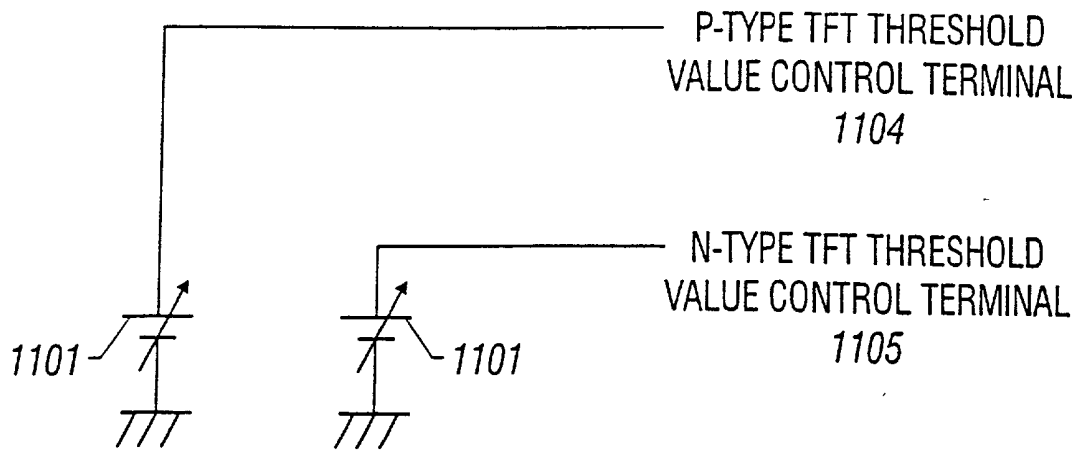 P-TYPE TFT THRESHOLD
VALUE CONTROL TERMINAL
1104
N-TYPE TFT THRESHOLD
VALUE CONTROL TERMINAL
1105
1101
1101